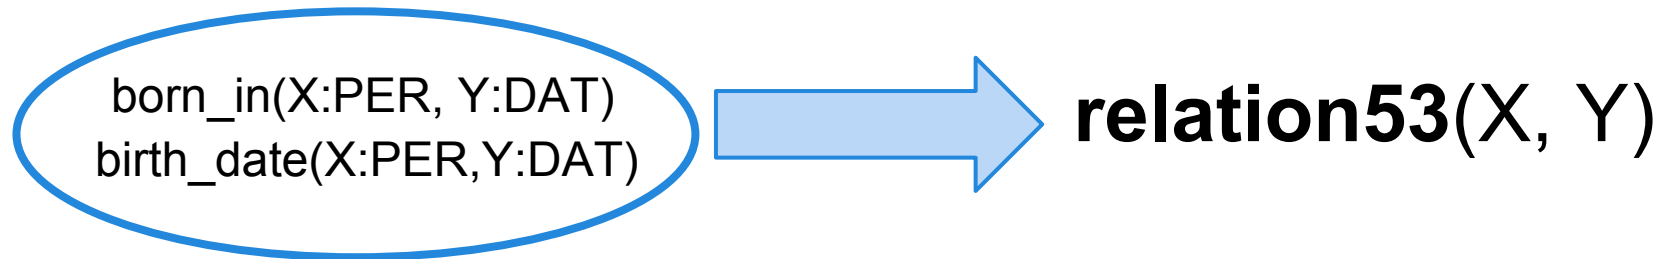 born_in(X:PER, Y:DAT)
birth_date(X:PER,Y:DAT)
relation53(X, Y)